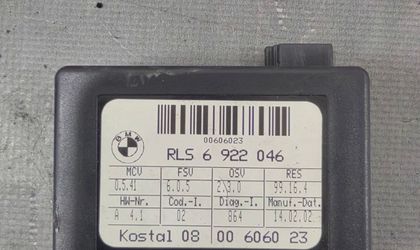 BMW
00606023
RLS 6 922 046
MCV FSV OSV RES
0.5.41 6.0.5 2.3.0 99.16.4
HW-Nr. Cod.-I. Diag.-I. Manuf.-Dat.
A 4.1 02 864 14.02.02
Kostal 08 00 6060 23